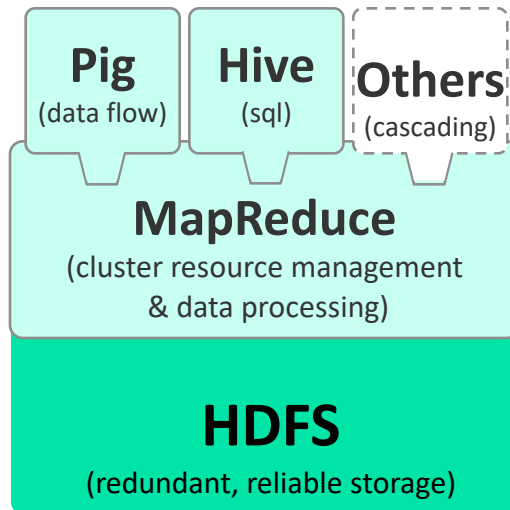 Pig
(data flow)
Hive
(sql)
Others
(cascading)
MapReduce
(cluster resource management
& data processing)
HDFS
(redundant, reliable storage)